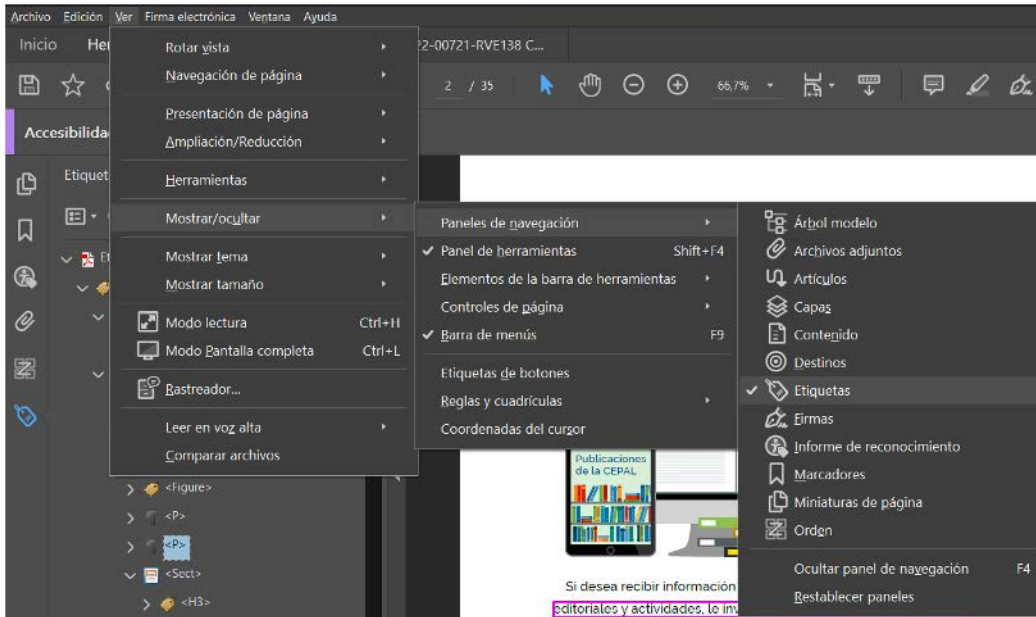 Archivo Edición Ver Firma electrónica Ventana Ayuda
Inicio
22-00721-RVE138 C...
2 / 35
66,7%
Rotar vista
Navegación de página
Presentación de página
Ampliación/Reducción
Herramientas
Mostrar/ocultar
Mostrar tema
Mostrar tamaño
Modo lectura Ctrl+H
Modo Pantalla completa Ctrl+L
Rastreador...
Leer en voz alta
Comparar archivos
Paneles de navegación
Panel de herramientas Shift+F4
Elementos de la barra de herramientas
Controles de página
Barra de menús F9
Etiquetas de botones
Reglas y cuadrículas
Coordenadas del cursor
Árbol modelo
Archivos adjuntos
Artículos
Capas
Contenido
Destinos
Etiquetas
Firmas
Informe de reconocimiento
Marcadores
Miniaturas de página
Orden
Ocultar panel de navegación F4
Restablecer paneles
<Figure>
<P>
<P>
<Sect>
<H3>
Publicaciones
de la CEPAL
Si desea recibir información
editoriales y actividades, le